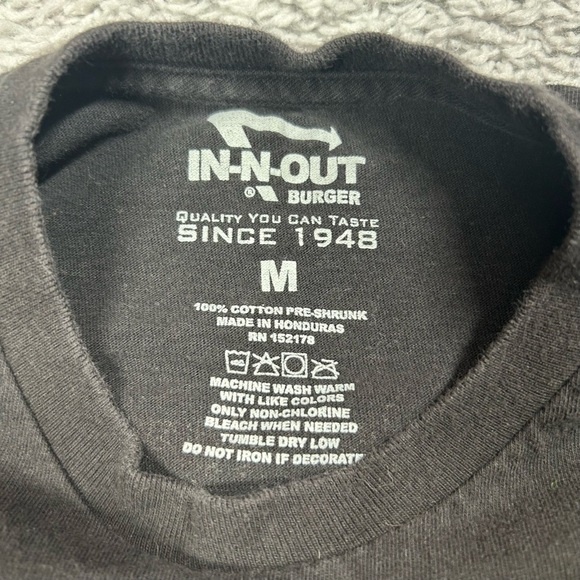 IN-N-OUT
® BURGER
QUALITY YOU CAN TASTE
SINCE 1948
M
100% COTTON PRE-SHRUNK
MADE IN HONDURAS
RN 152178
MACHINE WASH WARM
WITH LIKE COLORS
ONLY NON-CHLORINE
BLEACH WHEN NEEDED
TUMBLE DRY LOW
DO NOT IRON IF DECORATE